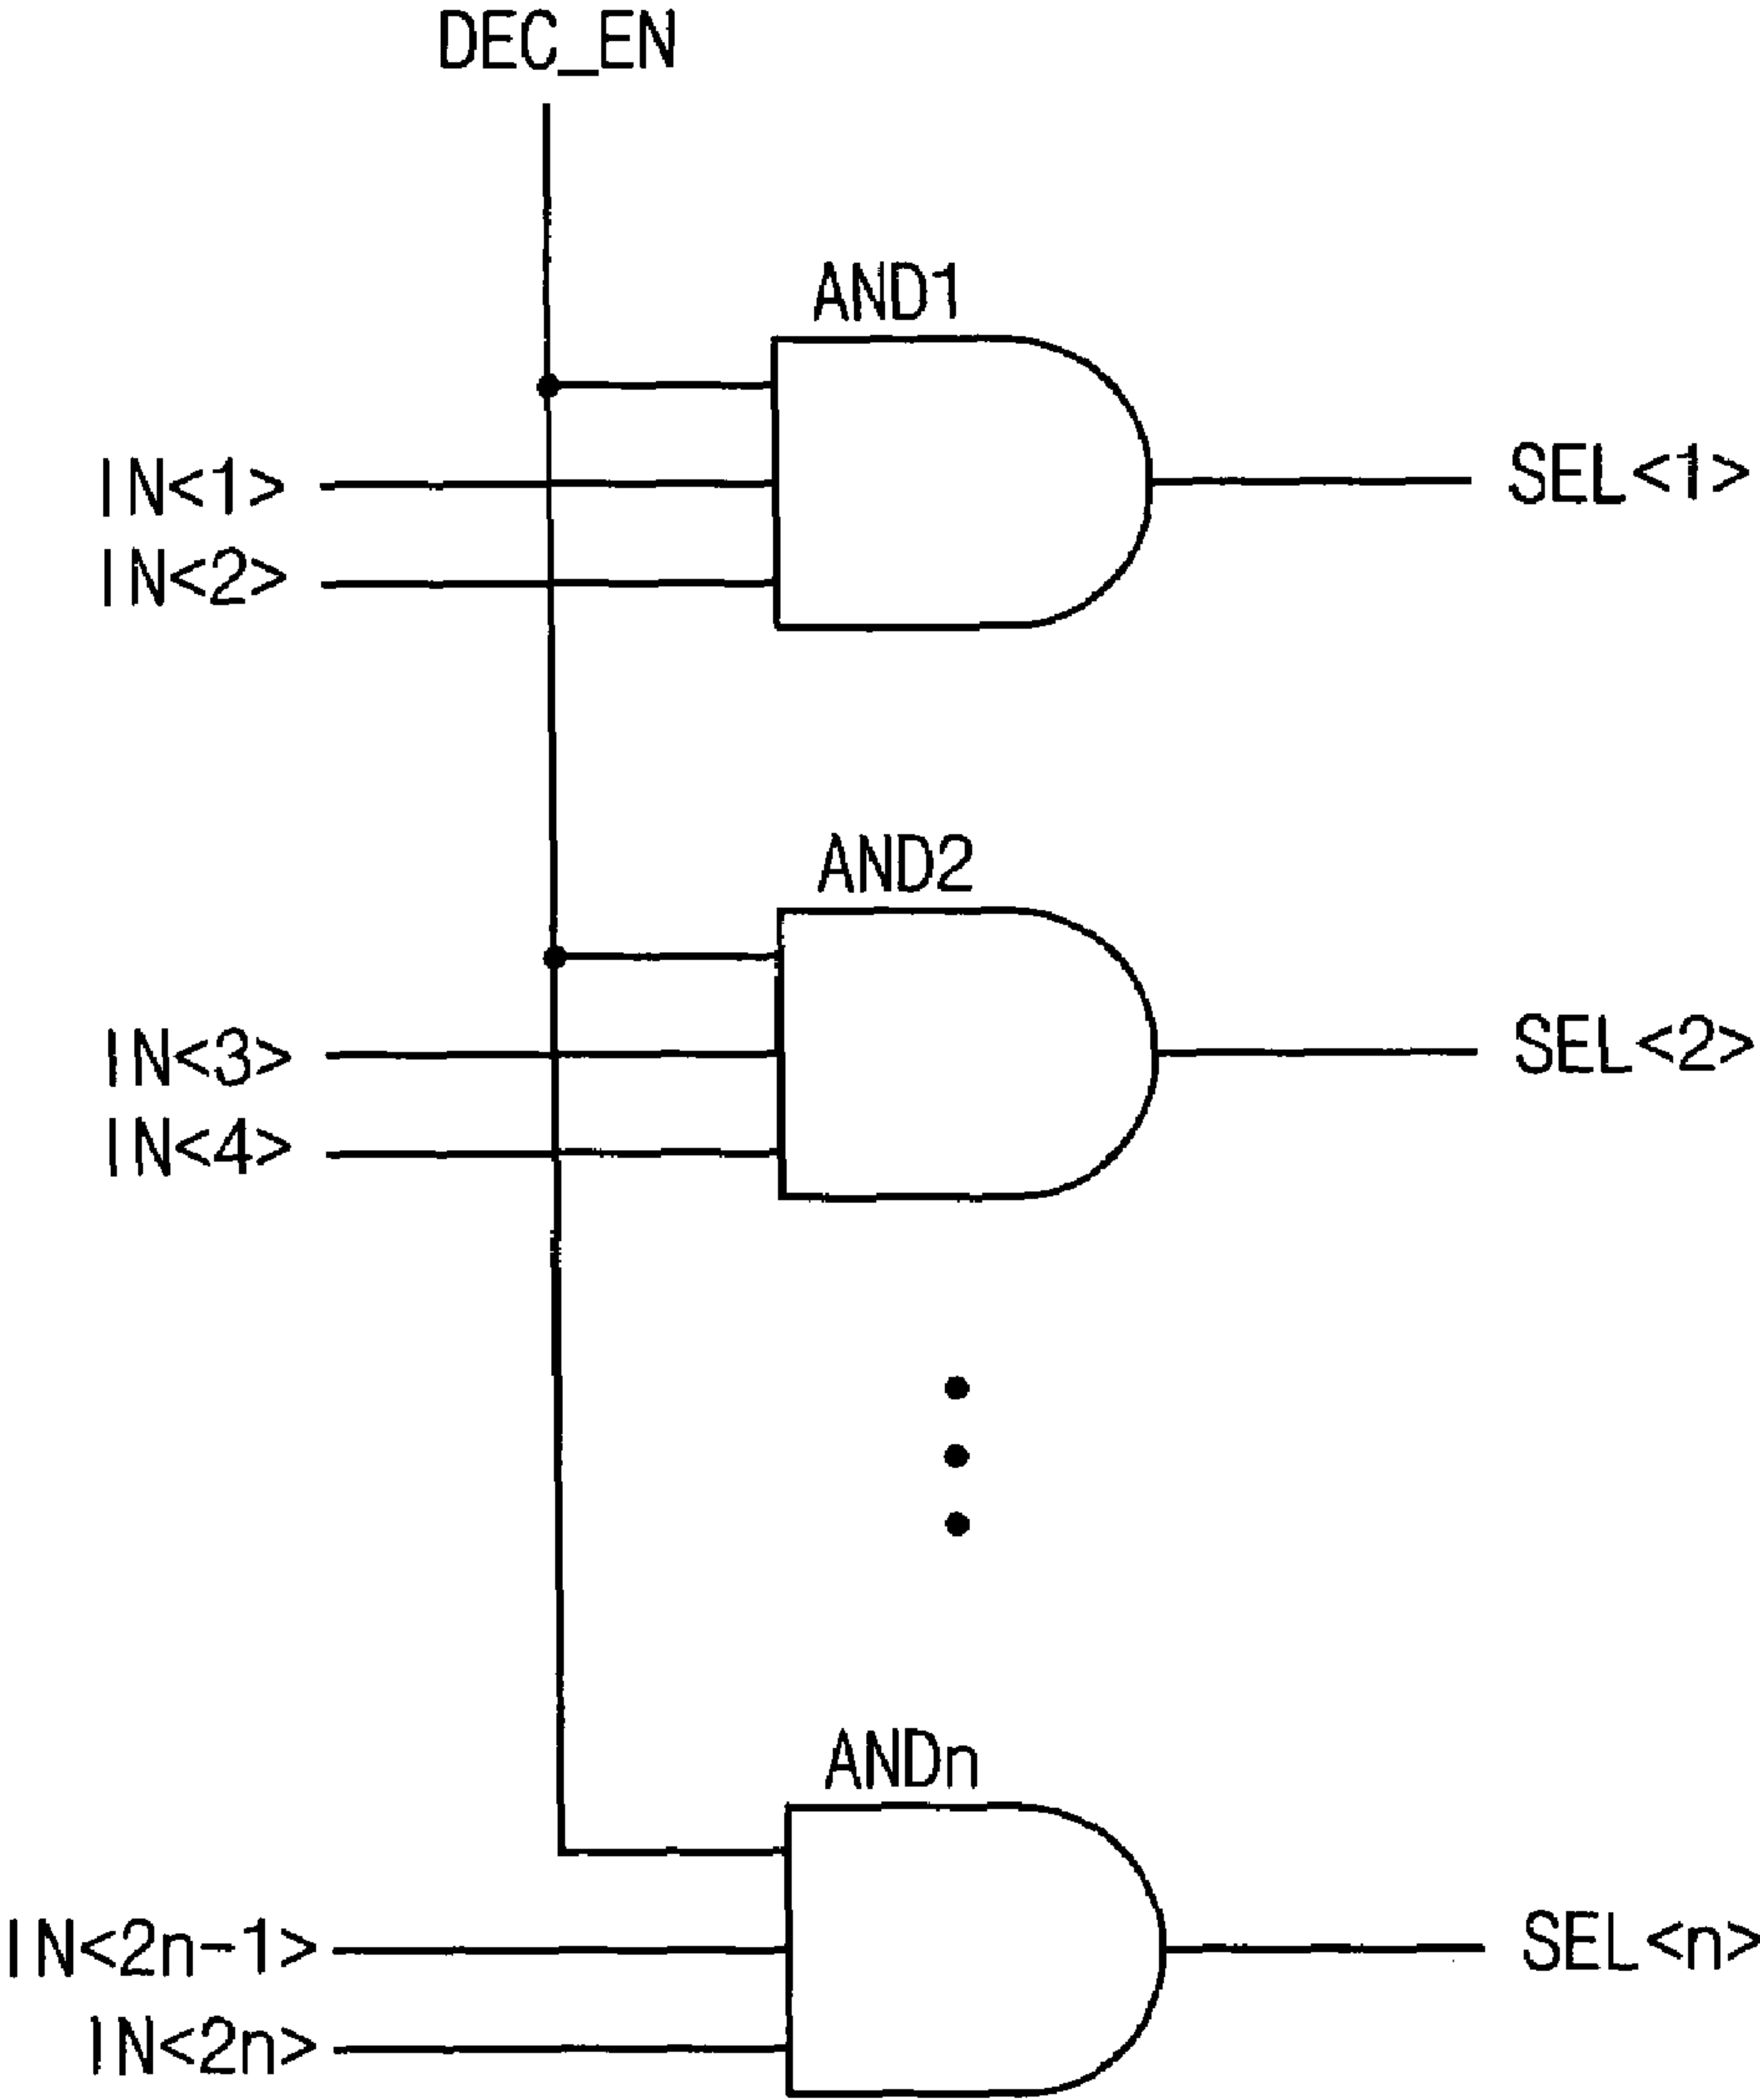 DEC_EN
AND1
IN<1>
SEL<1>
IN<2>
AND2
IN<3>
SEL<2>
IN<4>
ANDn
IN<2n-1>
SEL<n>
IN<2n>